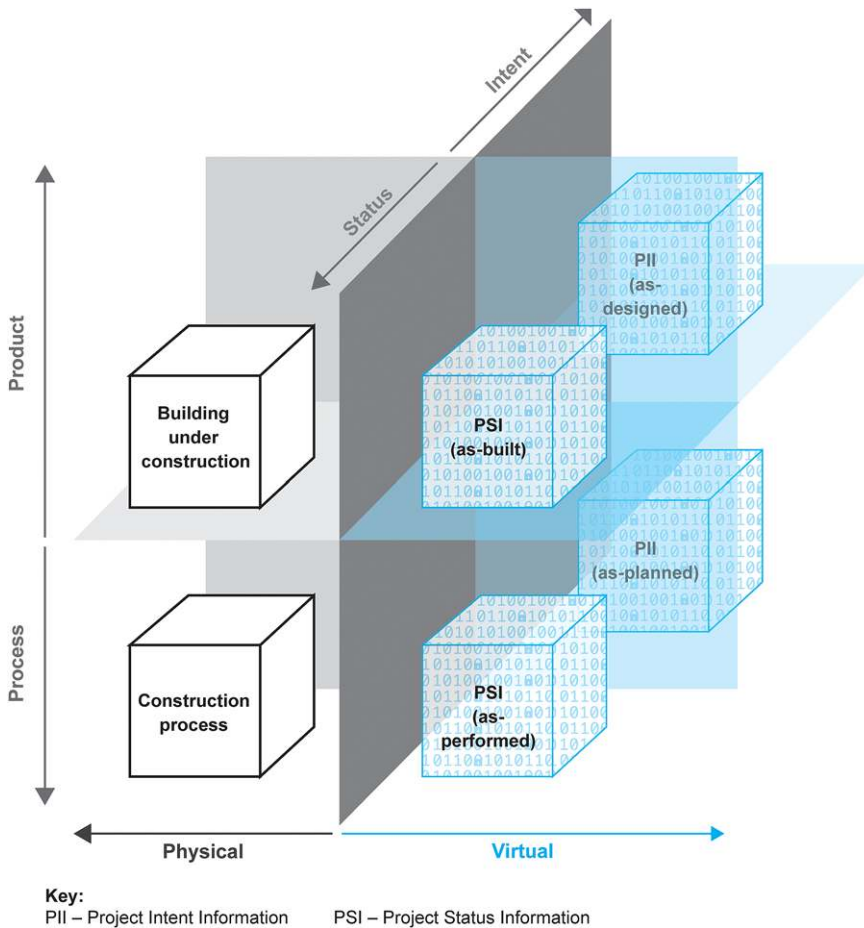 Intent
Status
Product
PII
(as-
designed)
Building
under
construction
PSI
(as-built)
PII
(as-planned)
Process
Construction
process
PSI
(as-
performed)
Physical
Virtual
Key:
PII – Project Intent Information PSI – Project Status Information